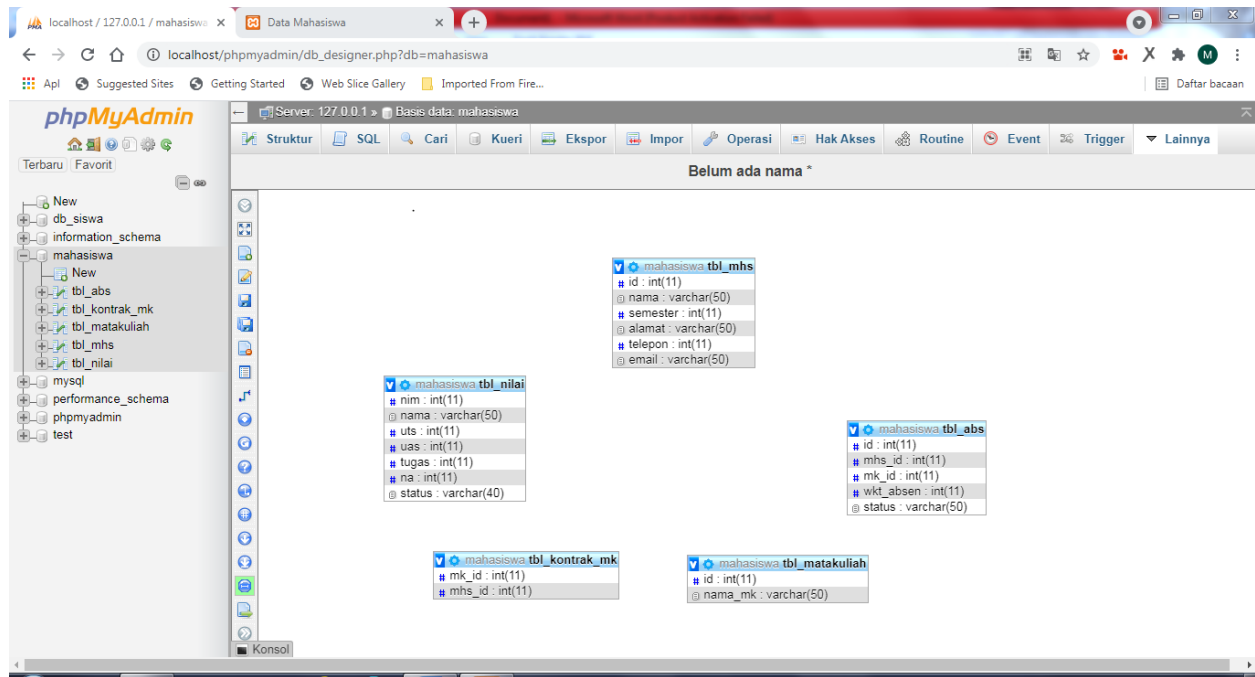 localhost / 127.0.0.1 / mahasiswa
Data Mahasiswa
localhost/phpmyadmin/db_designer.php?db=mahasiswa
M
Apl Suggested Sites Getting Started Web Slice Gallery Imported From Fire... Daftar bacaan
phpMyAdmin
Terbaru Favorit
New
db_siswa
information_schema
mahasiswa
New
tbl_abs
tbl_kontrak_mk
tbl_matakuliah
tbl_mhs
tbl_nilai
mysql
performance_schema
phpmyadmin
test
Server: 127.0.0.1 » Basis data: mahasiswa
Struktur SQL Cari Kueri Ekspor Impor Operasi Hak Akses Routine Event Trigger Lainnya
Belum ada nama *
mahasiswa tbl_mhs
id : int(11)
nama : varchar(50)
semester : int(11)
alamat : varchar(50)
telepon : int(11)
email : varchar(50)
mahasiswa tbl_nilai
nim : int(11)
nama : varchar(50)
uts : int(11)
uas : int(11)
tugas : int(11)
na : int(11)
status : varchar(40)
mahasiswa tbl_abs
id : int(11)
mhs_id : int(11)
mk_id : int(11)
wkt_absen : int(11)
status : varchar(50)
mahasiswa tbl_kontrak_mk
mk_id : int(11)
mhs_id : int(11)
mahasiswa tbl_matakuliah
id : int(11)
nama_mk : varchar(50)
Konsol